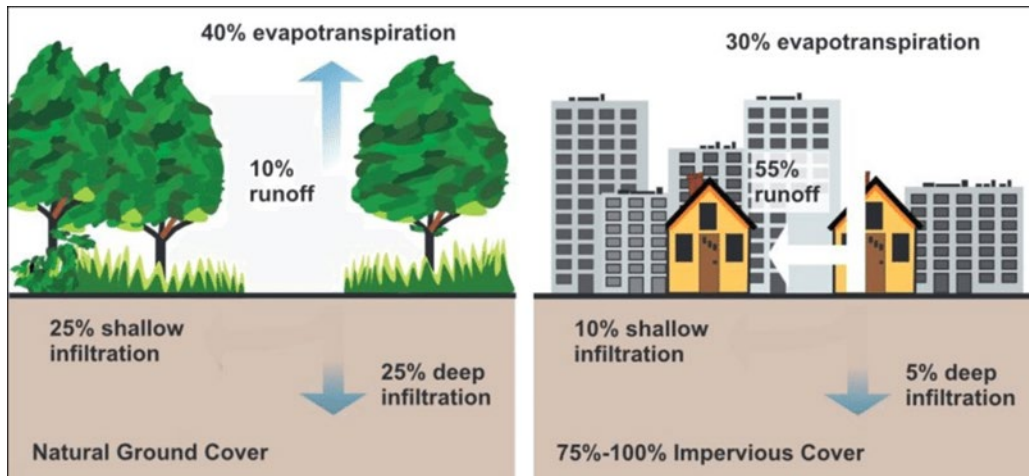 40% evapotranspiration
10%
runoff
25% shallow
infiltration
25% deep
infiltration
Natural Ground Cover
30% evapotranspiration
55%
runoff
10% shallow
infiltration
5% deep
infiltration
75%-100% Impervious Cover